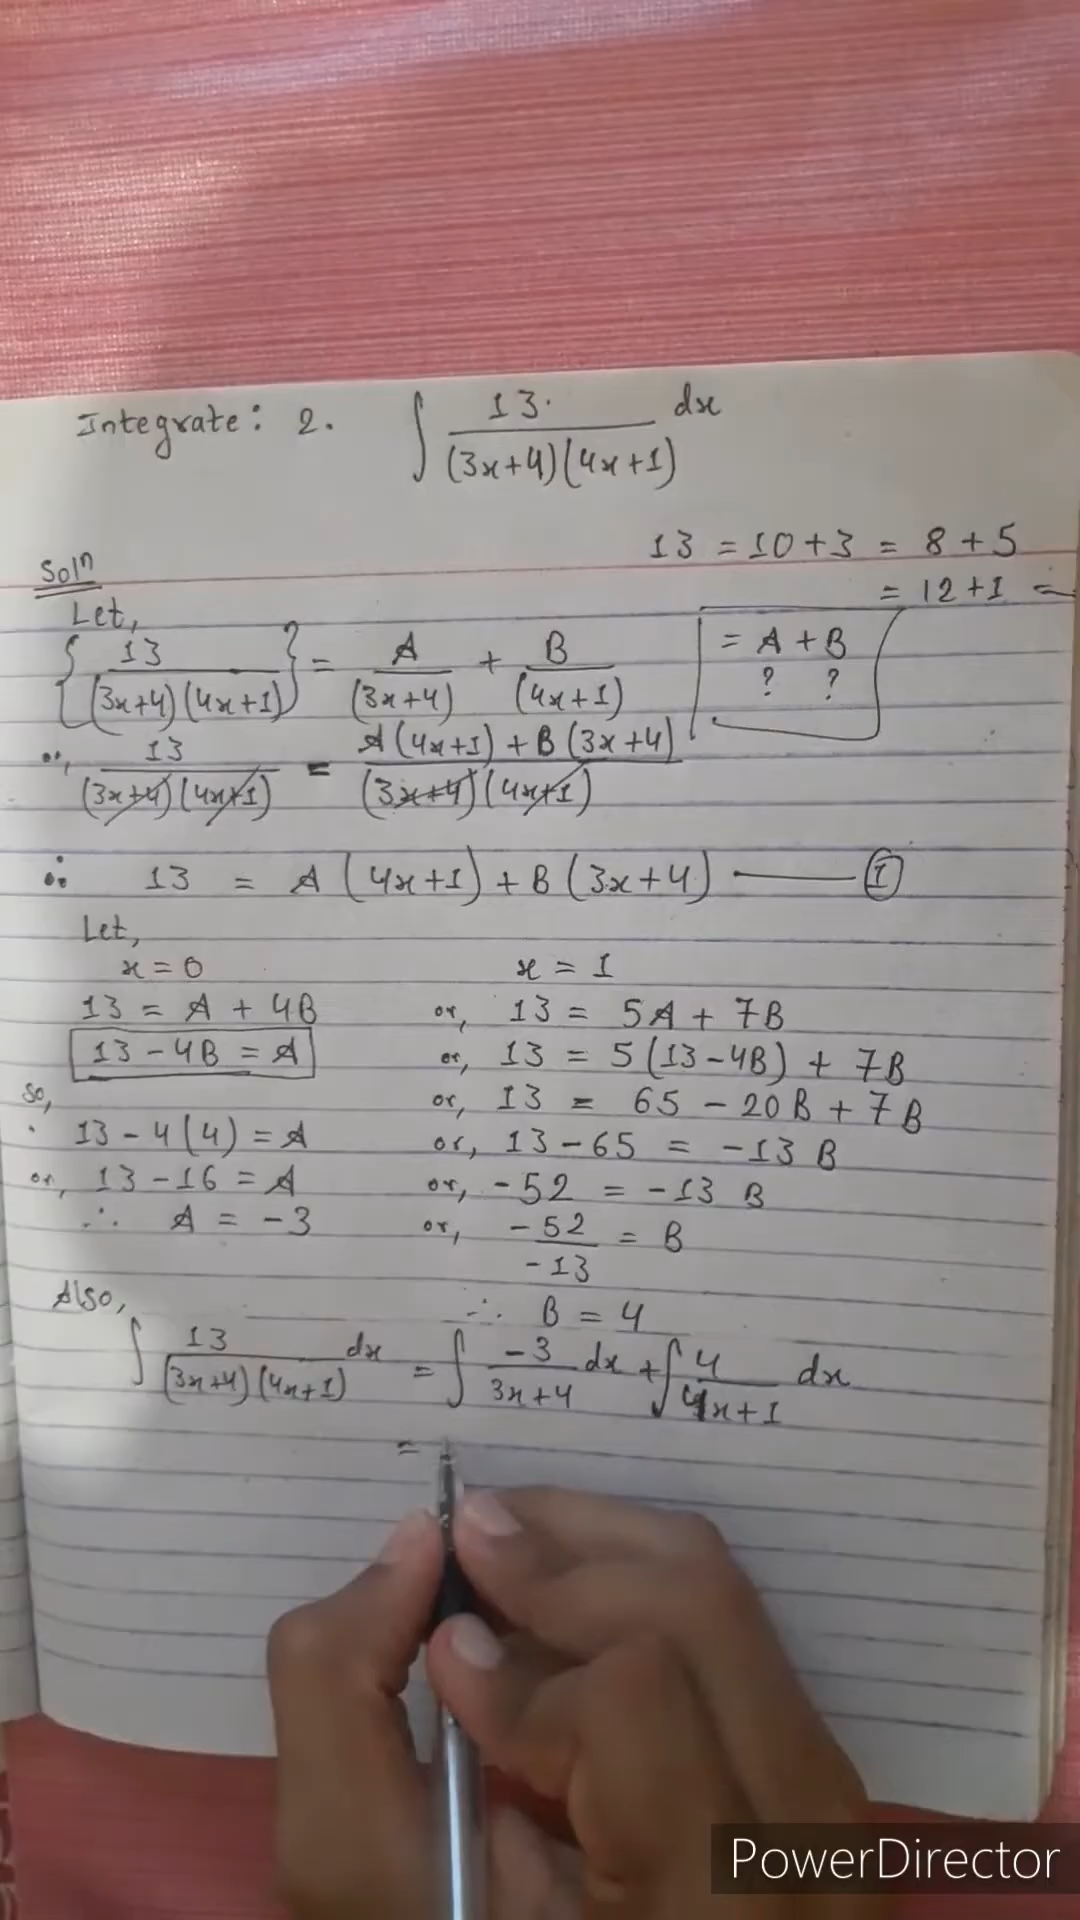 Integrate: 2. ∫ 13. / (3x+4)(4x+1) dx
13 = 10+3 = 8+5
= 12+1 =
Solⁿ
Let,
{ 13 / (3x+4)(4x+1) } = A / (3x+4) + B / (4x+1)
= A + B
? ?
or, 13 / (3x+4)(4x+1) = A(4x+1) + B(3x+4) / (3x+4)(4x+1)
∴ 13 = A(4x+1) + B(3x+4) —— ①
Let,
x = 0
13 = A + 4B
13 - 4B = A
so,
13 - 4(4) = A
or, 13 - 16 = A
∴ A = -3
x = 1
or, 13 = 5A + 7B
or, 13 = 5(13-4B) + 7B
or, 13 = 65 - 20B + 7B
or, 13 - 65 = -13 B
or, -52 = -13 B
or, -52 / -13 = B
∴ B = 4
Also,
∫ 13 / (3x+4)(4x+1) dx = ∫ -3 / 3x+4 dx + ∫ 4 / 4x+1 dx
=
PowerDirector